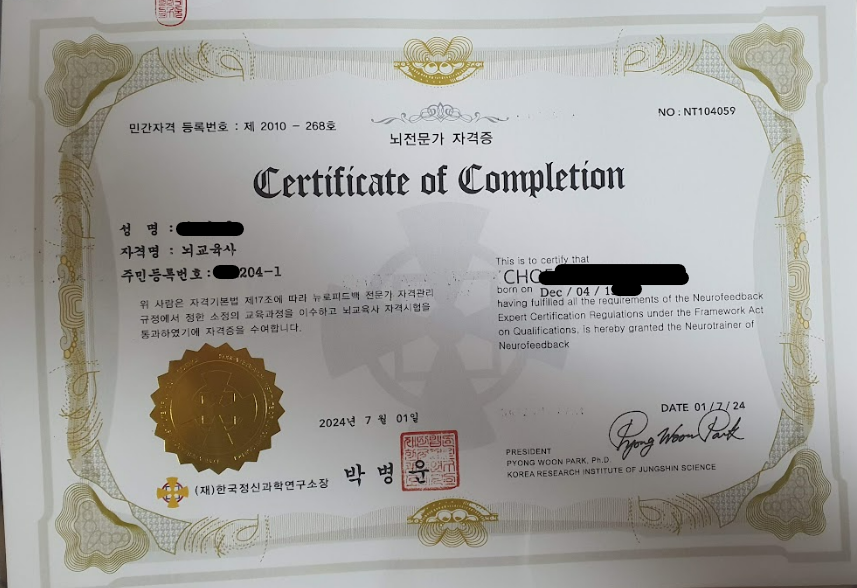 민간자격 등록번호 : 제 2010 - 268호
NO : NT104059
뇌전문가 자격증
Certificate of Completion
성 명 :
자격명 : 뇌교육사
주민등록번호 : 204-1
위 사람은 자격기본법 제17조에 따라 뉴로피드백 전문가 자격관리
규정에서 정한 소정의 교육과정을 이수하고 뇌교육사 자격시험을
통과하였기에 자격증을 수여합니다.
This is to certify that
CHO
born on Dec / 04 / 1
having fulfilled all the requirements of the Neurofeedback
Expert Certification Regulations under the Framework Act
on Qualifications, is hereby granted the Neurotrainer of
Neurofeedback
2024년 7 월 01일
(재)한국정신과학연구소장 박 병 운
DATE 01 / 7 / 24
Pyong Woon Park
PRESIDENT
PYONG WOON PARK, Ph.D.
KOREA RESEARCH INSTITUTE OF JUNGSHIN SCIENCE